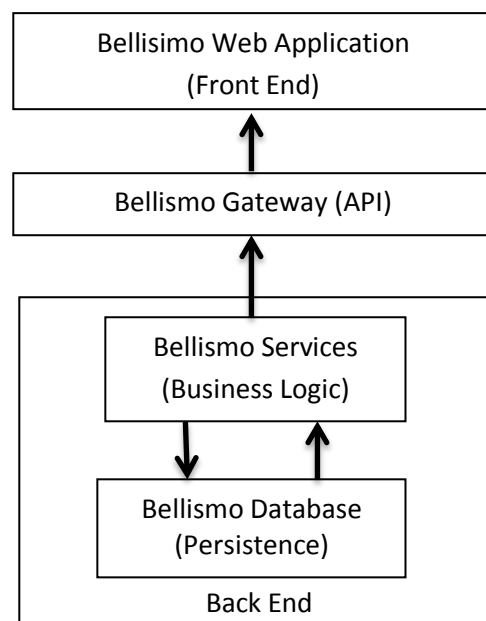 Bellisimo Web Application
(Front End)
Bellismo Gateway (API)
Bellismo Services
(Business Logic)
Bellismo Database
(Persistence)
Back End